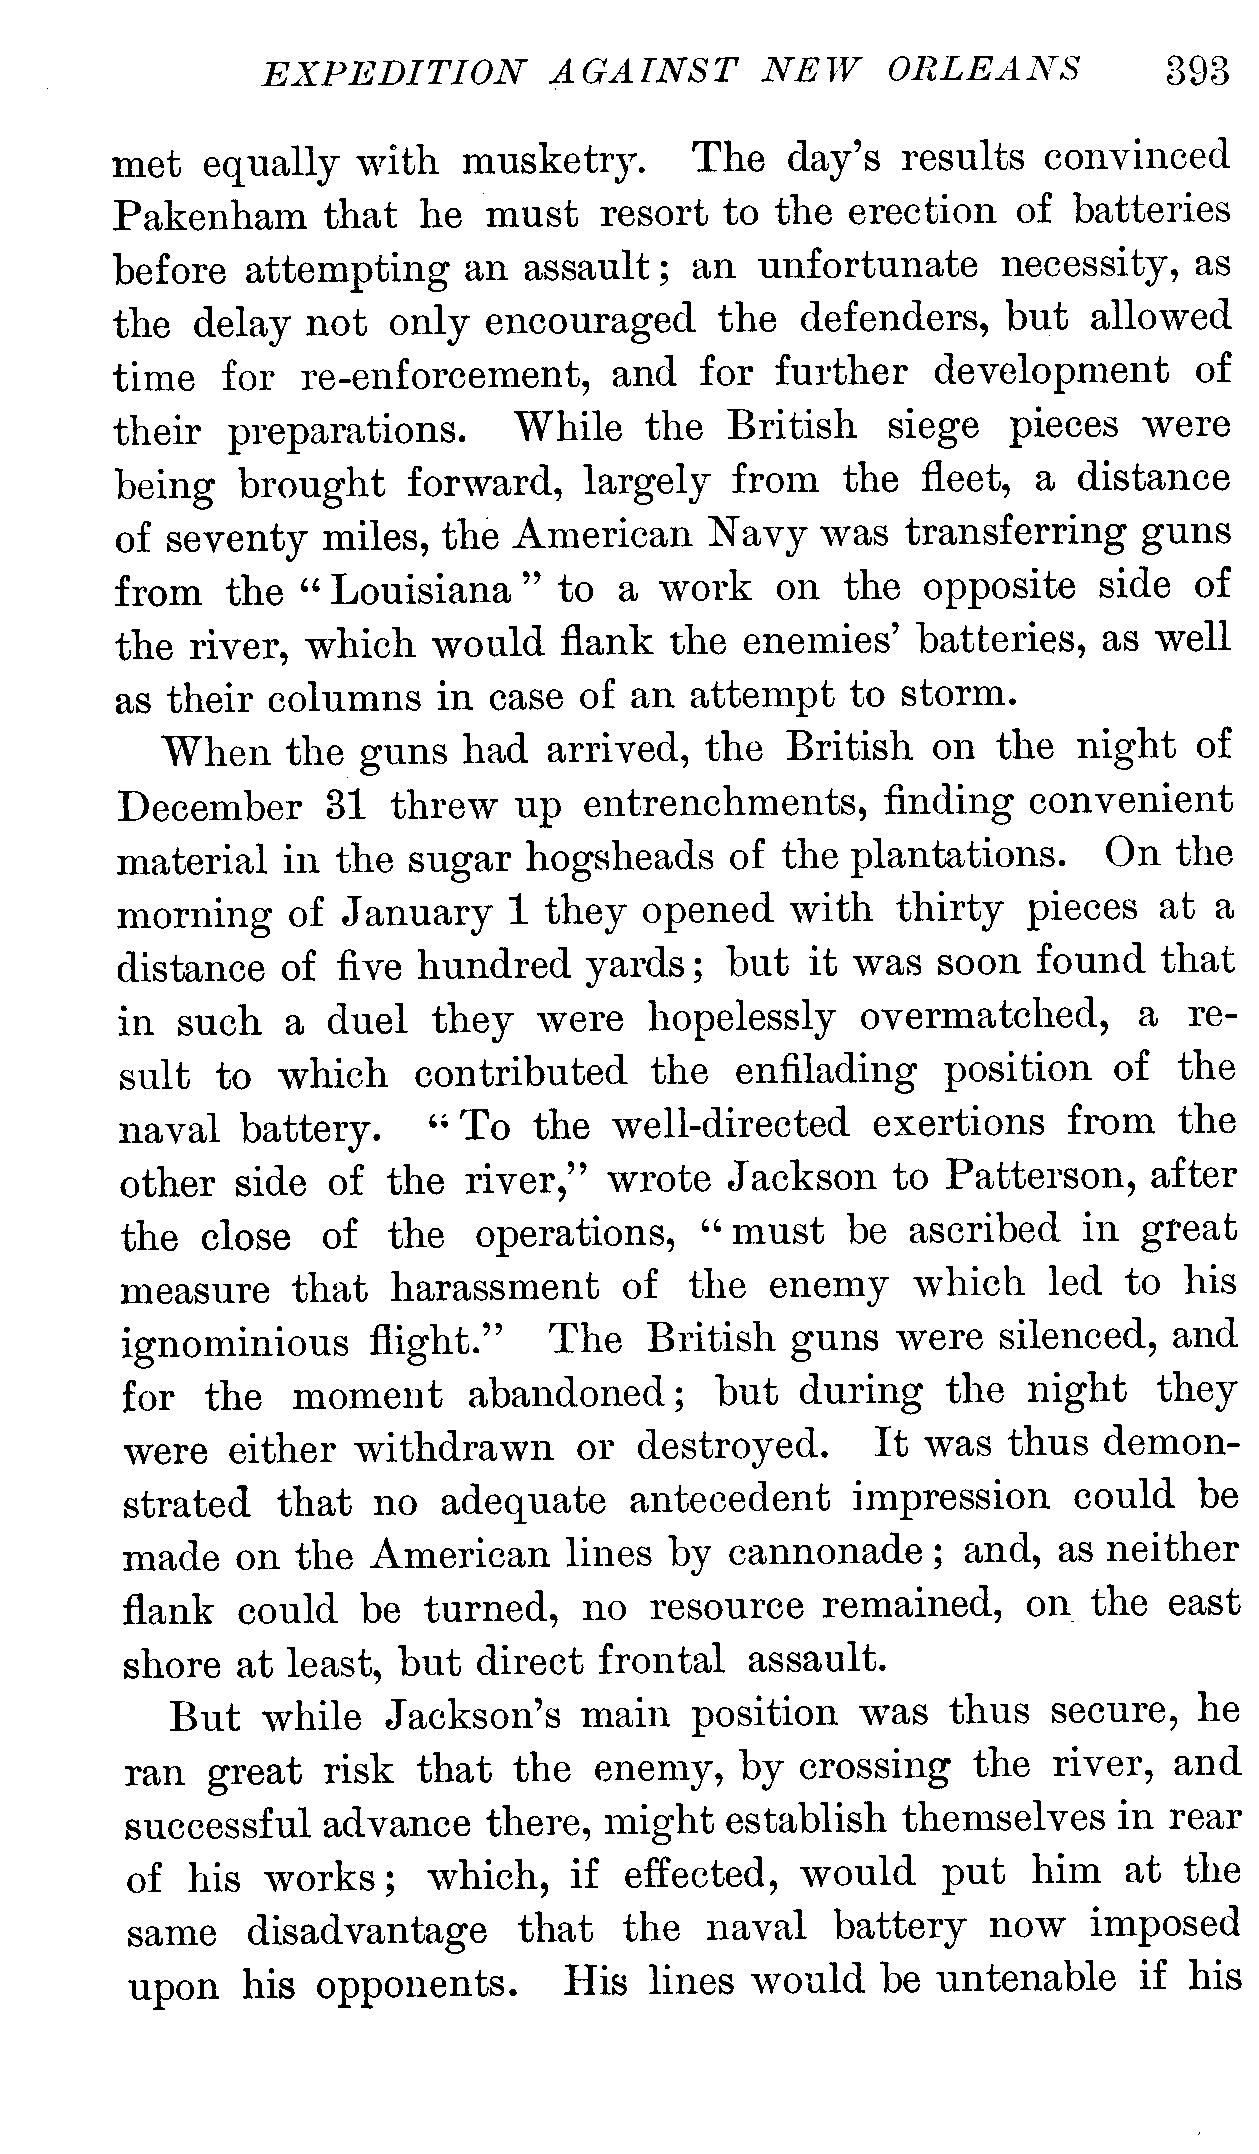 EXPEDITION AGAINST NEW ORLEANS 393
met equally with musketry. The day's results convinced
Pakenham that he must resort to the erection of batteries
before attempting an assault; an unfortunate necessity, as
the delay not only encouraged the defenders, but allowed
time for re-enforcement, and for further development of
their preparations. While the British siege pieces were
being brought forward, largely from the fleet, a distance
of seventy miles, the American Navy was transferring guns
from the “Louisiana” to a work on the opposite side of
the river, which would flank the enemies' batteries, as well
as their columns in case of an attempt to storm.
When the guns had arrived, the British on the night of
December 31 threw up entrenchments, finding convenient
material in the sugar hogsheads of the plantations. On the
morning of January 1 they opened with thirty pieces at a
distance of five hundred yards; but it was soon found that
in such a duel they were hopelessly overmatched, a re-
sult to which contributed the enfilading position of the
naval battery. “To the well-directed exertions from the
other side of the river,” wrote Jackson to Patterson, after
the close of the operations, “must be ascribed in great
measure that harassment of the enemy which led to his
ignominious flight.” The British guns were silenced, and
for the moment abandoned; but during the night they
were either withdrawn or destroyed. It was thus demon-
strated that no adequate antecedent impression could be
made on the American lines by cannonade; and, as neither
flank could be turned, no resource remained, on the east
shore at least, but direct frontal assault.
But while Jackson's main position was thus secure, he
ran great risk that the enemy, by crossing the river, and
successful advance there, might establish themselves in rear
of his works; which, if effected, would put him at the
same disadvantage that the naval battery now imposed
upon his opponents. His lines would be untenable if his